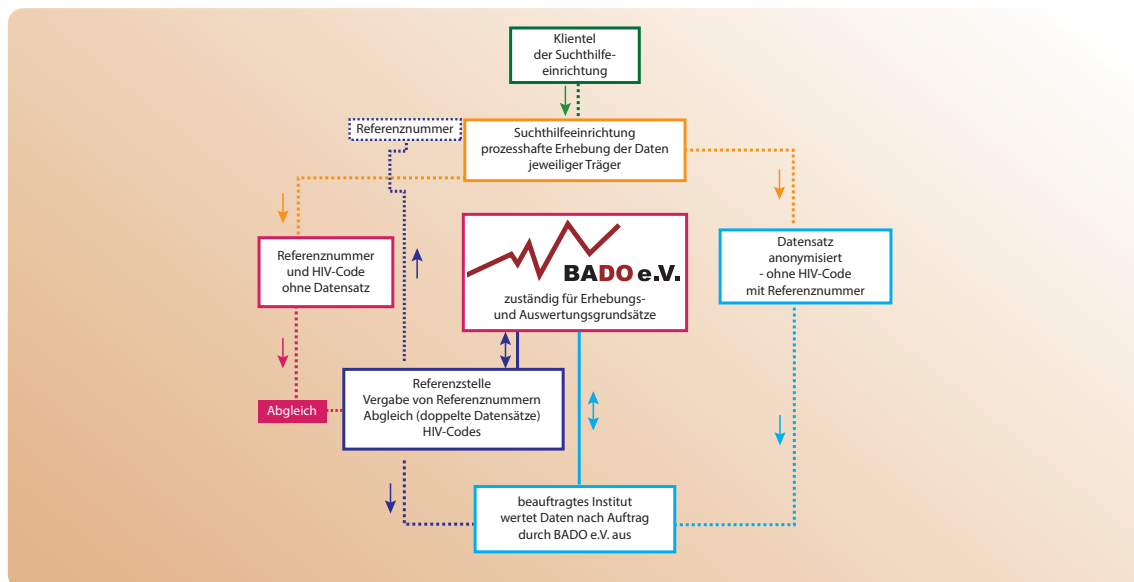 Klientel
der Suchthilfe-
einrichtung
Referenznummer
Suchthilfeeinrichtung
prozesshafte Erhebung der Daten
jeweiliger Träger
Referenznummer
und HIV-Code
ohne Datensatz
BADO e.V.
zuständig für Erhebungs-
und Auswertungsgrundsätze
Datensatz
anonymisiert
- ohne HIV-Code
mit Referenznummer
Abgleich
Referenzstelle
Vergabe von Referenznummern
Abgleich (doppelte Datensätze)
HIV-Codes
beauftragtes Institut
wertet Daten nach Auftrag
durch BADO e.V. aus